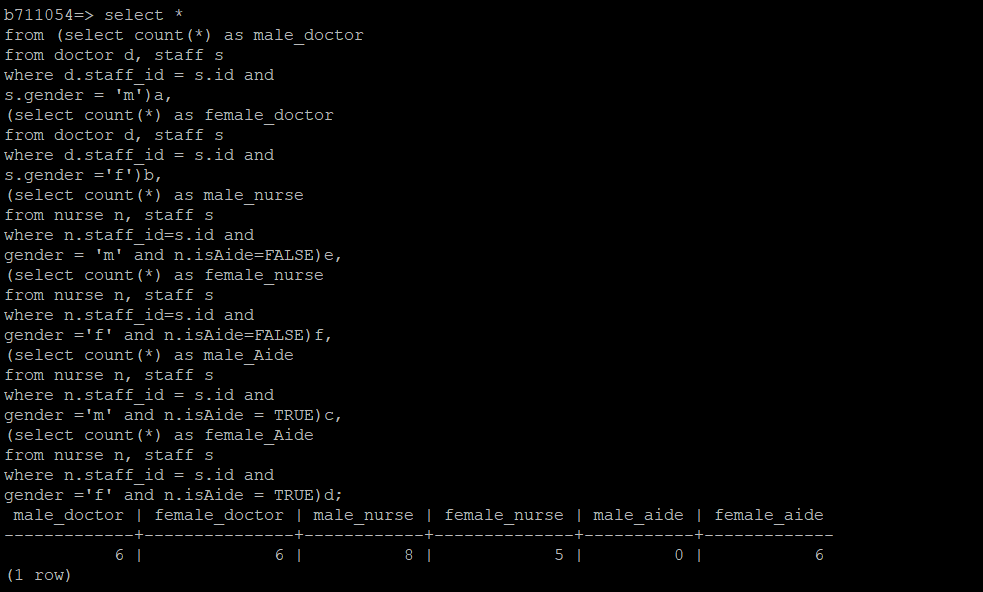 b711054=> select *
from (select count(*) as male_doctor
from doctor d, staff s
where d.staff_id = s.id and
s.gender = 'm')a,
(select count(*) as female_doctor
from doctor d, staff s
where d.staff_id = s.id and
s.gender ='f')b,
(select count(*) as male_nurse
from nurse n, staff s
where n.staff_id=s.id and
gender = 'm' and n.isAide=FALSE)e,
(select count(*) as female_nurse
from nurse n, staff s
where n.staff_id=s.id and
gender ='f' and n.isAide=FALSE)f,
(select count(*) as male_Aide
from nurse n, staff s
where n.staff_id = s.id and
gender ='m' and n.isAide = TRUE)c,
(select count(*) as female_Aide
from nurse n, staff s
where n.staff_id = s.id and
gender ='f' and n.isAide = TRUE)d;
 male_doctor | female_doctor | male_nurse | female_nurse | male_aide | female_aide
-------------+---------------+------------+--------------+-----------+-------------
           6 |             6 |          8 |            5 |         0 |           6
(1 row)